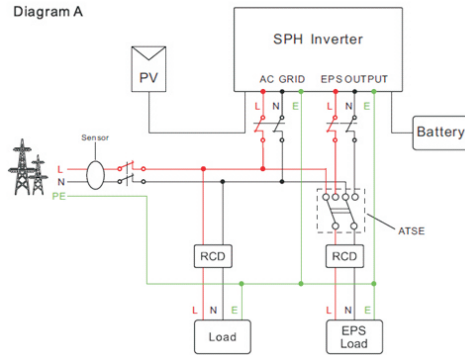 Diagram A
SPH Inverter
PV
AC GRID
EPS OUTPUT
L
N
E
L
N
E
Battery
Sensor
L
N
PE
ATSE
RCD
RCD
L
N
E
L
N
E
Load
EPS
Load